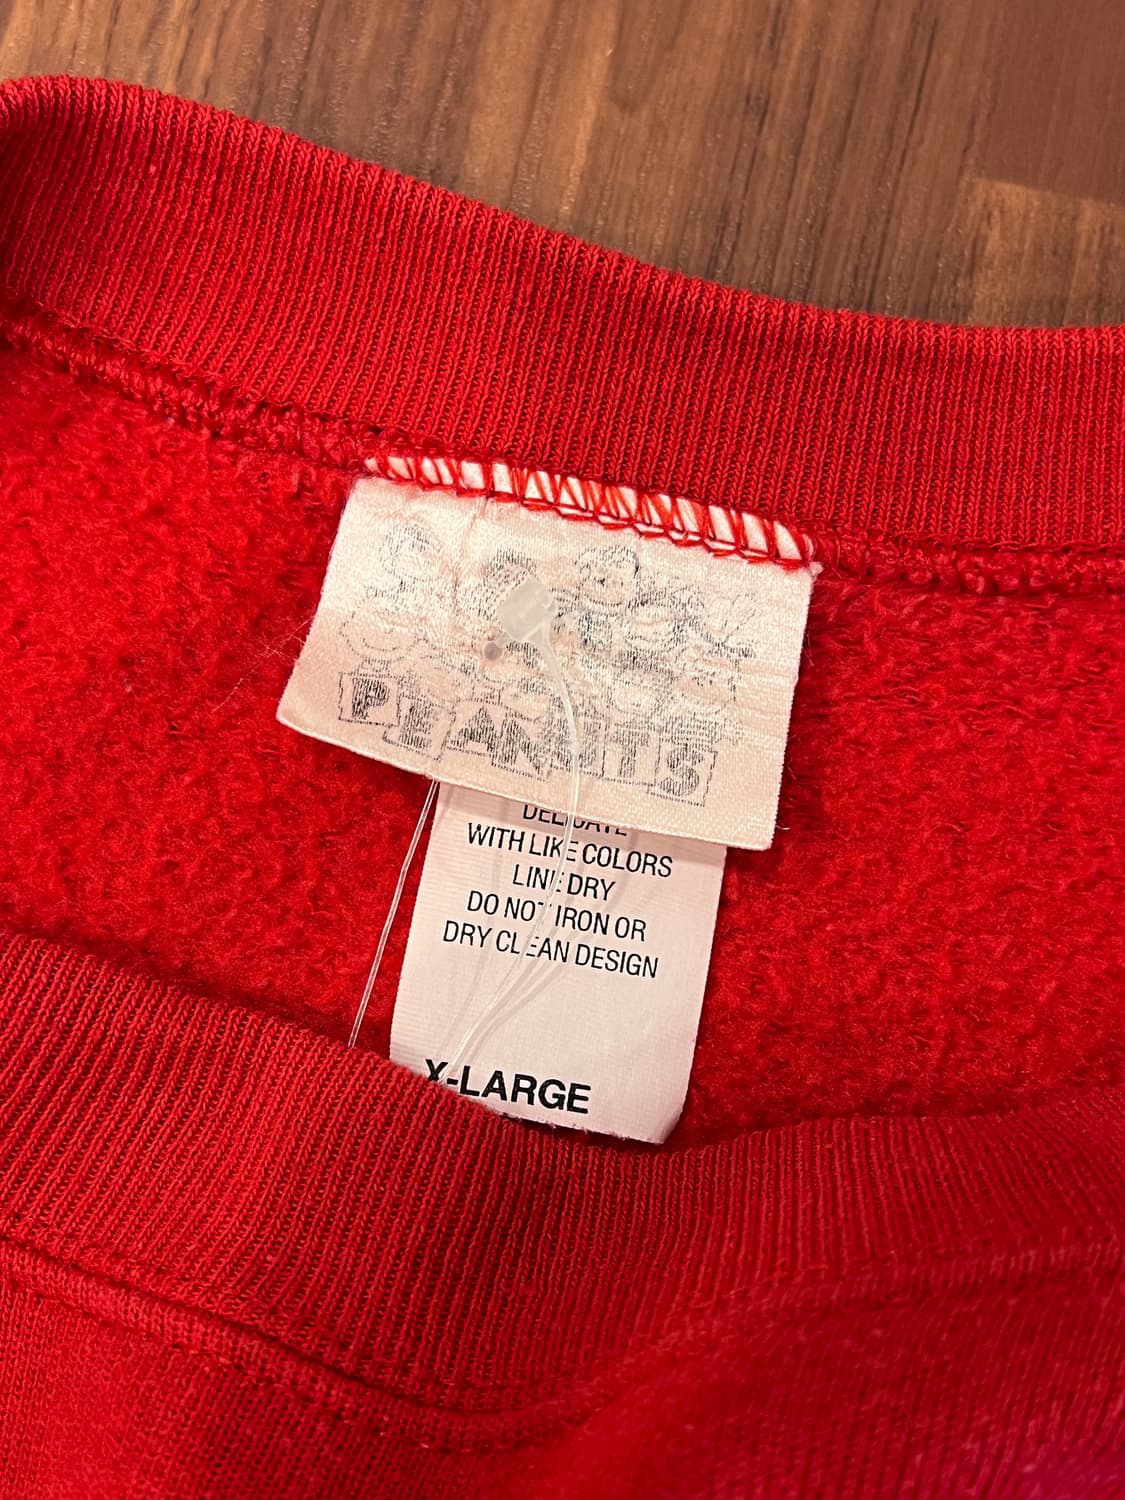 PEANUTS
DELICATE
WITH LIKE COLORS
LINE DRY
DO NOT IRON OR
DRY CLEAN DESIGN
X-LARGE